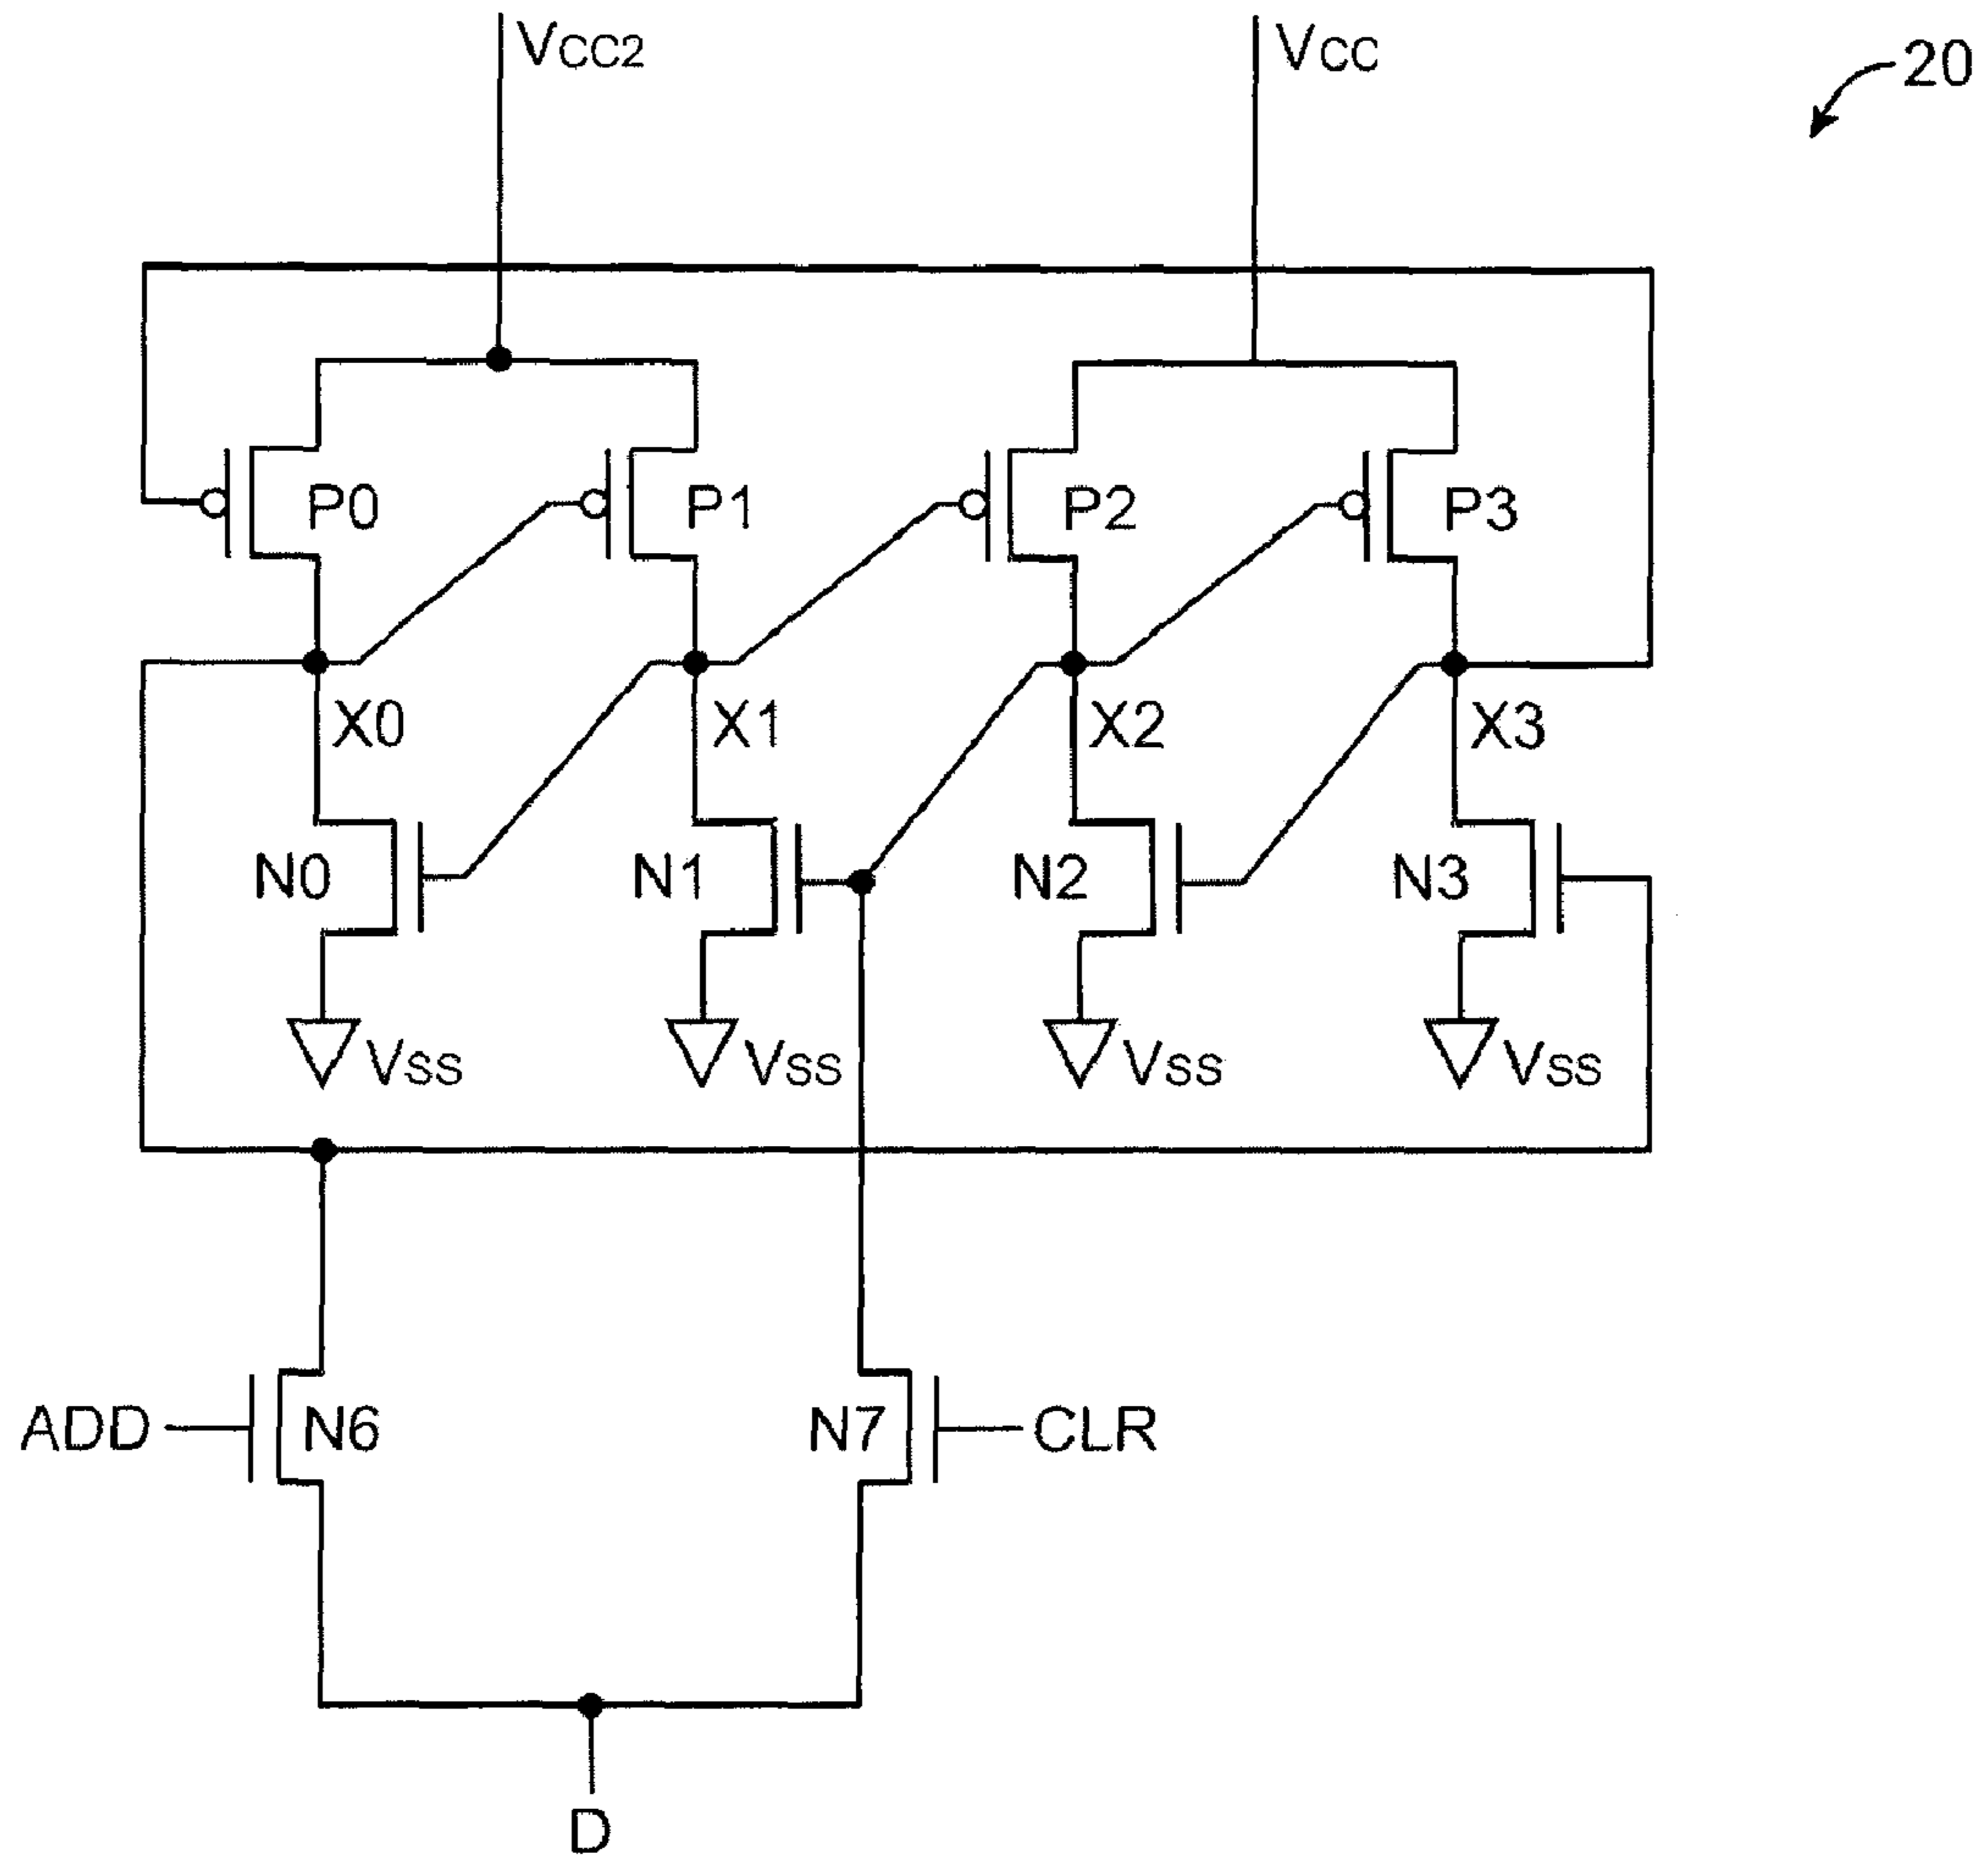 VCC2 VCC 20
P0 P1 P2 P3
X0 X1 X2 X3
N0 N1 N2 N3
VSS VSS VSS VSS
ADD N6 N7 CLR
D